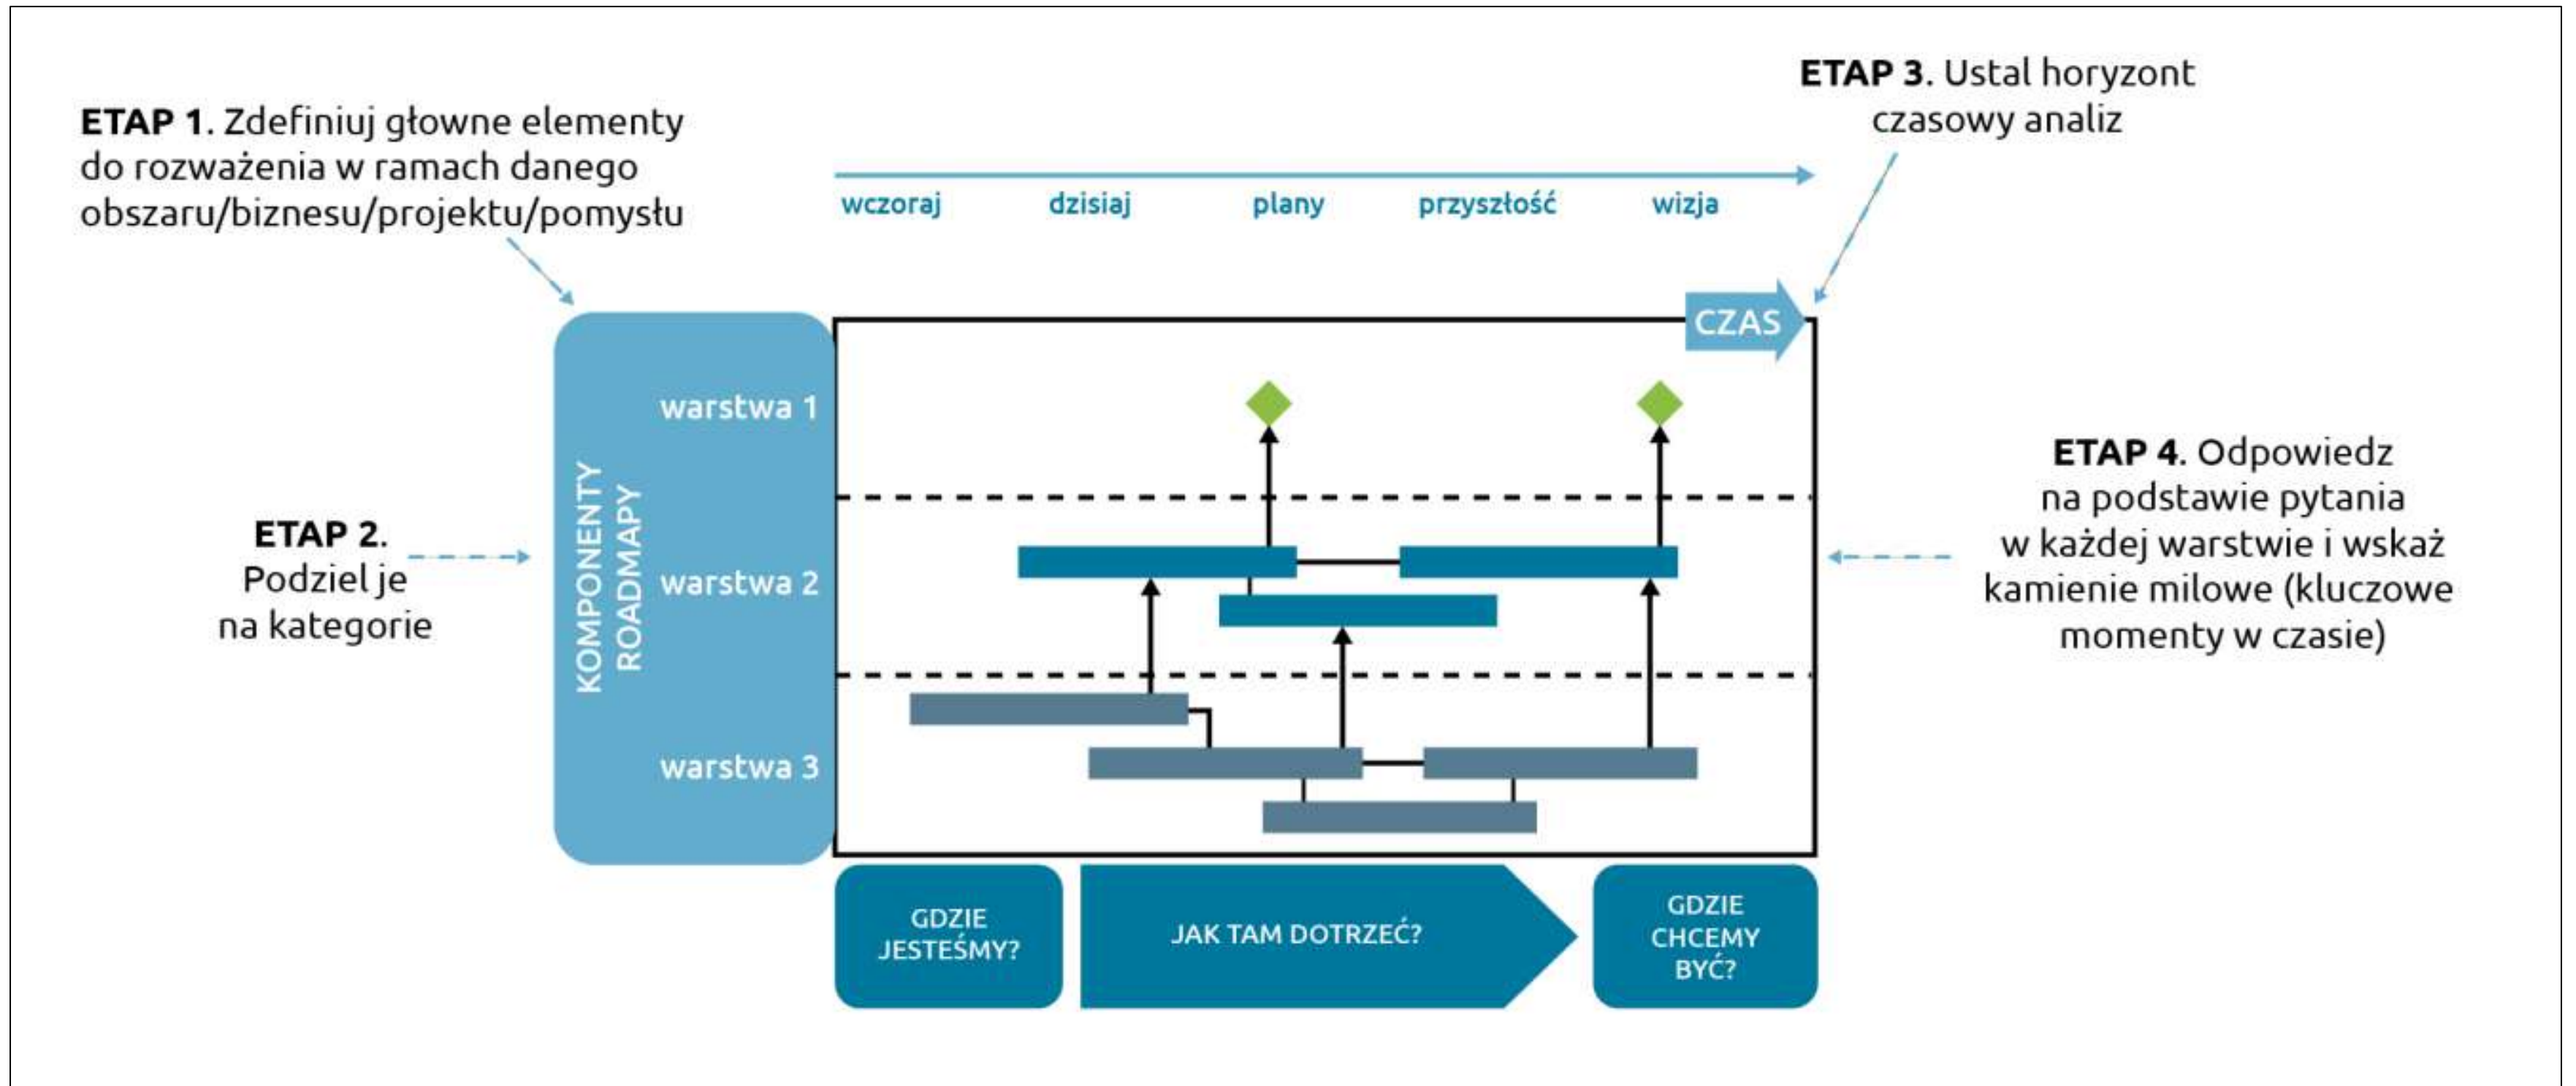 ETAP 1. Zdefiniuj głowne elementy
do rozważenia w ramach danego
obszaru/biznesu/projektu/pomysłu
ETAP 3. Ustal horyzont
czasowy analiz
wczoraj dzisiaj plany przyszłość wizja
CZAS
ETAP 2.
Podziel je
na kategorie
KOMPONENTY
ROADMAPY
warstwa 1
warstwa 2
warstwa 3
ETAP 4. Odpowiedz
na podstawie pytania
w każdej warstwie i wskaż
kamienie milowe (kluczowe
momenty w czasie)
GDZIE
JESTEŚMY?
JAK TAM DOTRZEĆ?
GDZIE
CHCEMY
BYĆ?